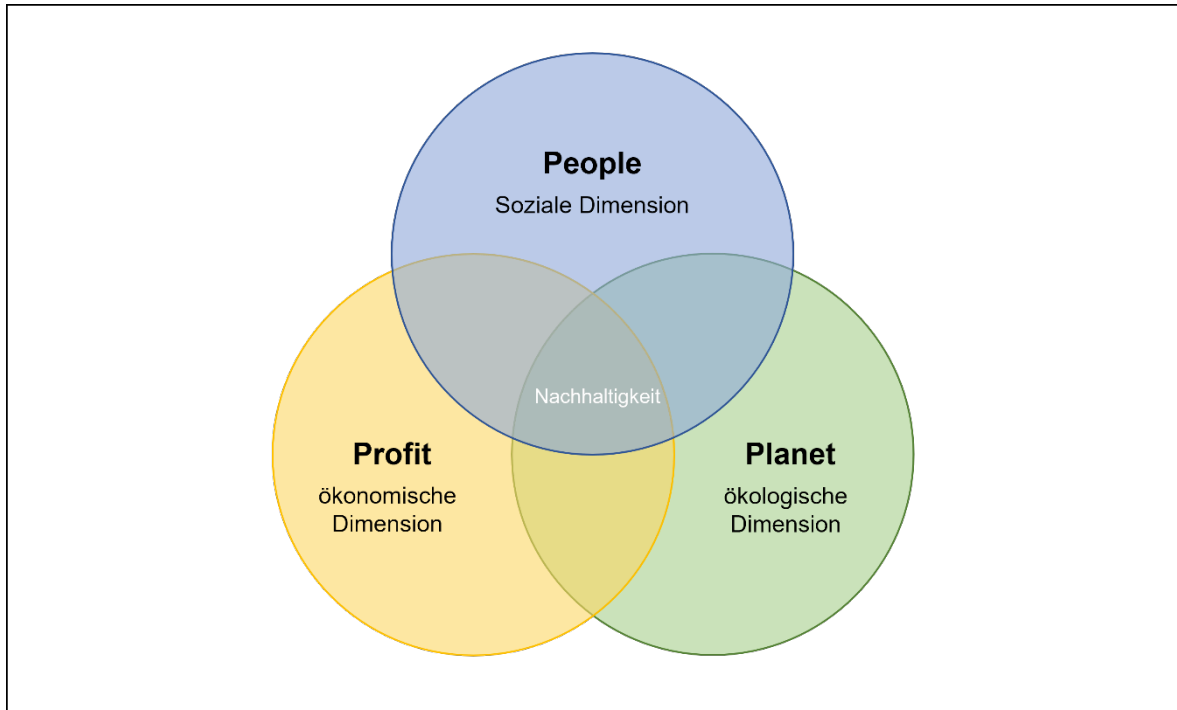 People
Soziale Dimension
Nachhaltigkeit
Profit
ökonomische
Dimension
Planet
ökologische
Dimension